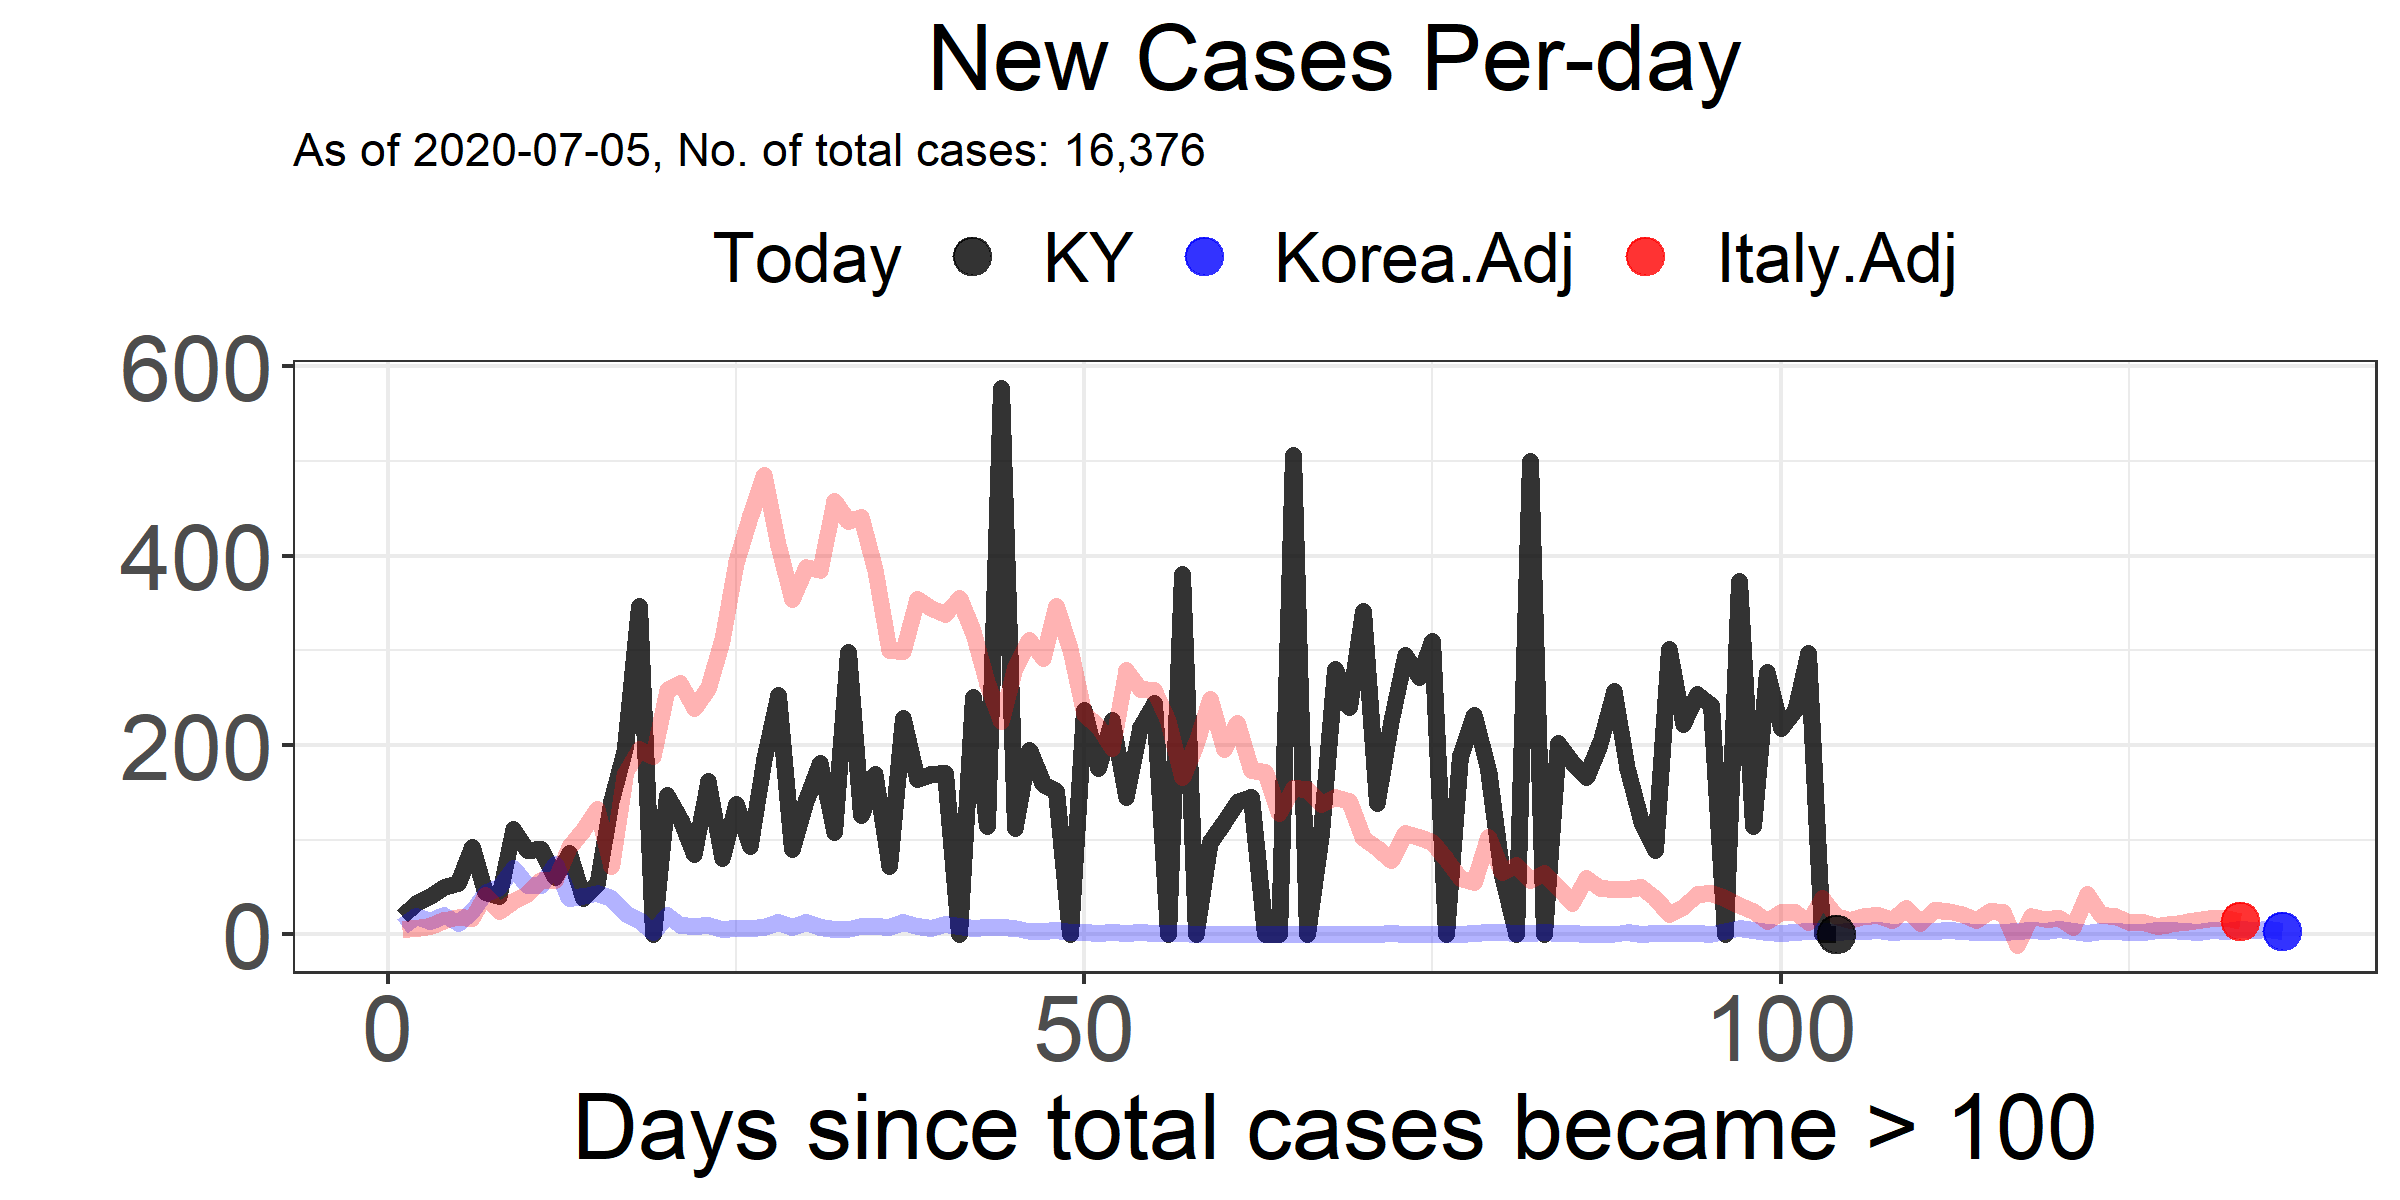 New Cases Per-day
As of 2020-07-05, No. of total cases: 16,376
Today KY Korea.Adj Italy.Adj
600
400
200
0
0 50 100
Days since total cases became > 100